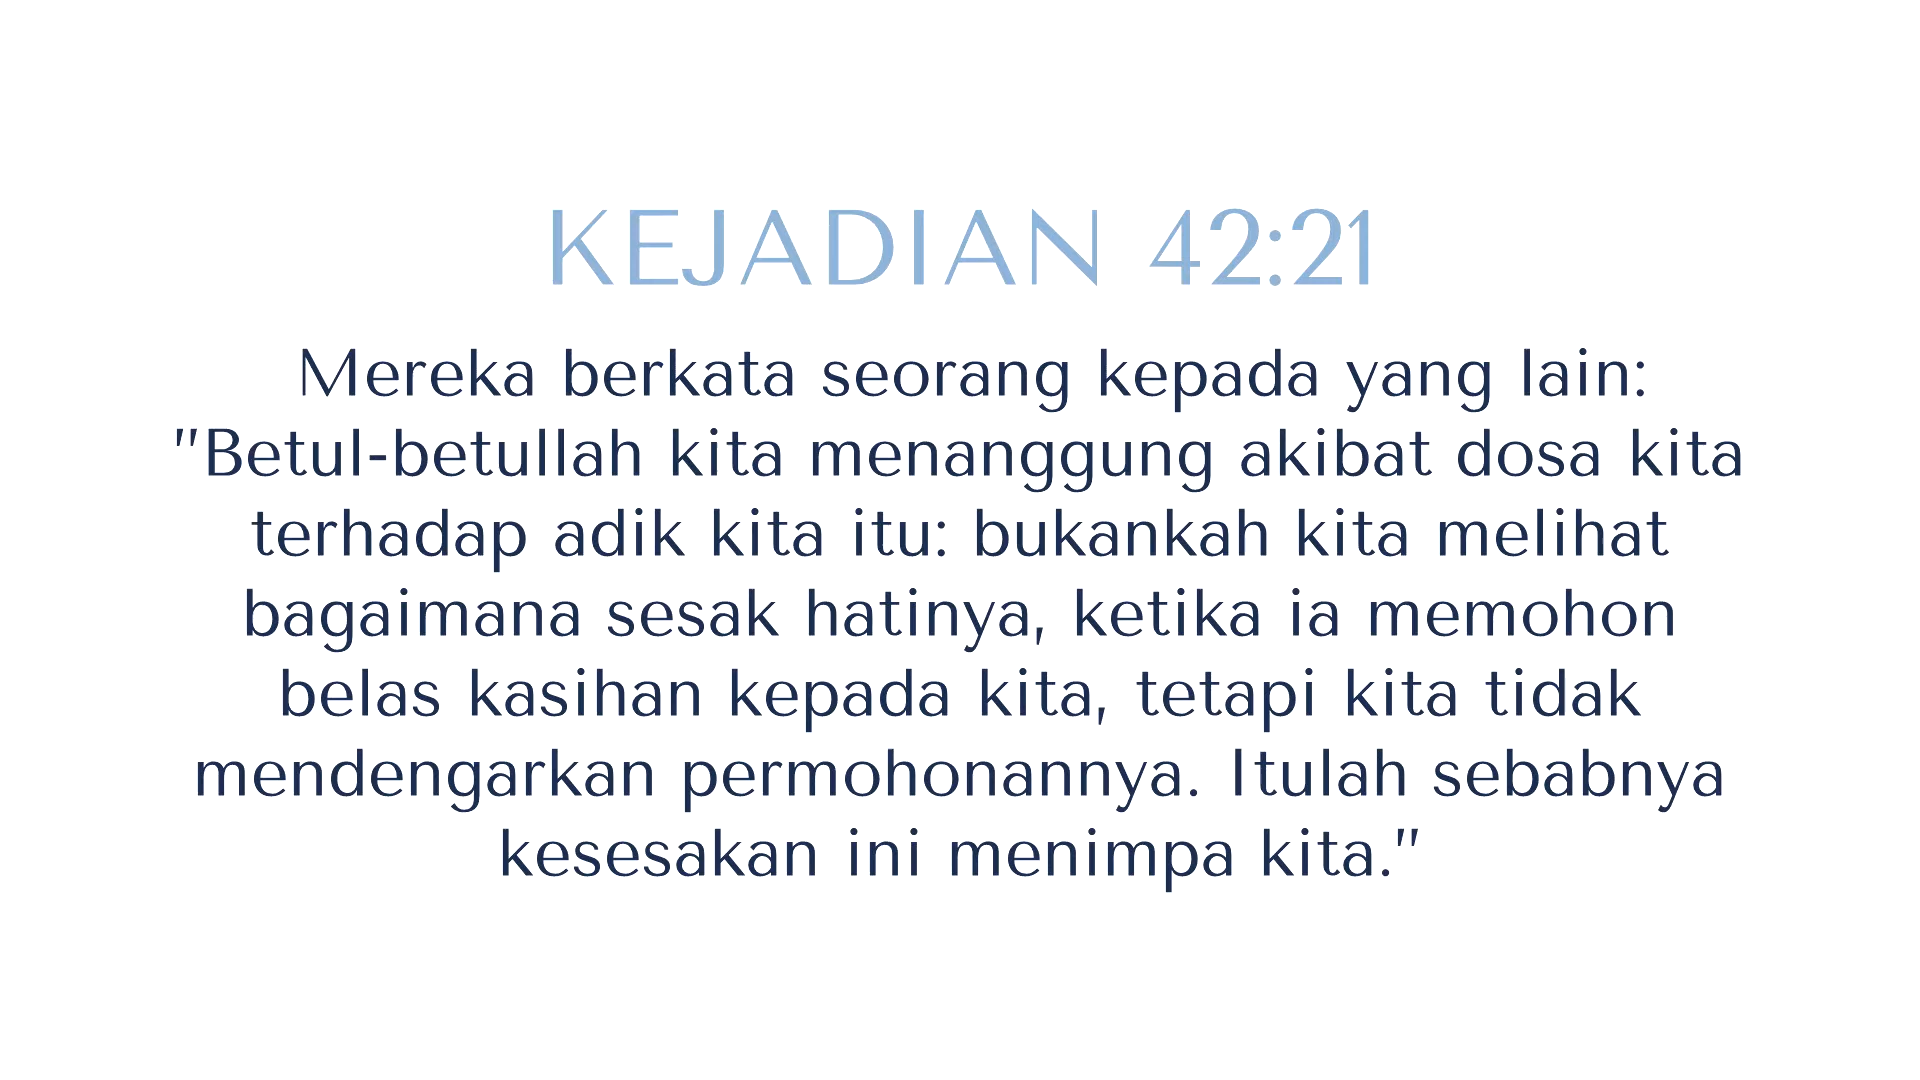 KEJADIAN 42:21
Mereka berkata seorang kepada yang lain:
"Betul-betullah kita menanggung akibat dosa kita
terhadap adik kita itu: bukankah kita melihat
bagaimana sesak hatinya, ketika ia memohon
belas kasihan kepada kita, tetapi kita tidak
mendengarkan permohonannya. Itulah sebabnya
kesesakan ini menimpa kita."